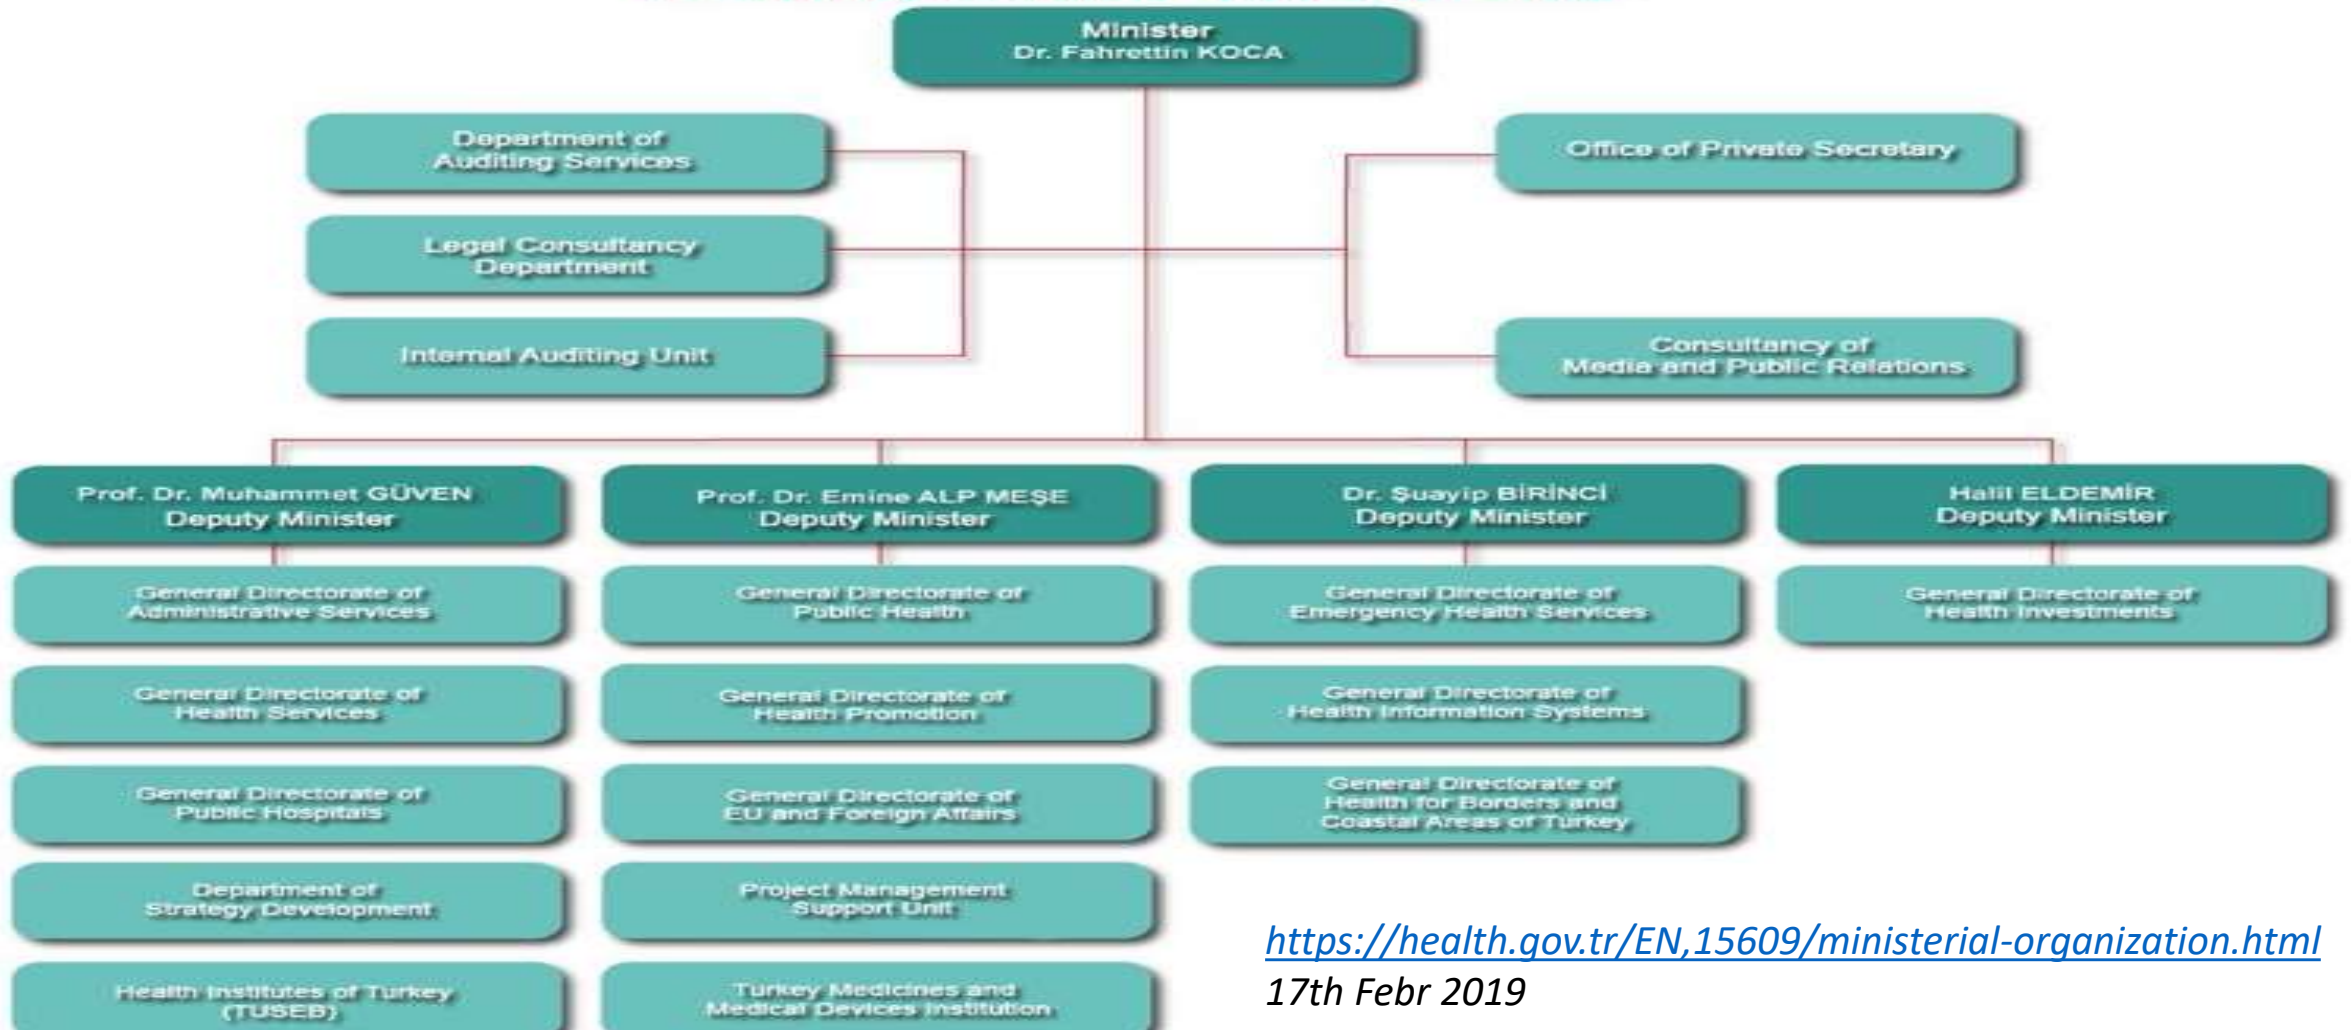 Minister
Dr. Fahrettin KOCA
Department of
Auditing Services
Office of Private Secretary
Legal Consultancy
Department
Internal Auditing Unit
Consultancy of
Media and Public Relations
Prof. Dr. Muhammet GÜVEN
Deputy Minister
Prof. Dr. Emine ALP MEŞE
Deputy Minister
Dr. Şuayip BİRİNCİ
Deputy Minister
Halil ELDEMİR
Deputy Minister
General Directorate of
Administrative Services
General Directorate of
Public Health
General Directorate of
Emergency Health Services
General Directorate of
Health Investments
General Directorate of
Health Services
General Directorate of
Health Promotion
General Directorate of
Health Information Systems
General Directorate of
Public Hospitals
General Directorate of
EU and Foreign Affairs
General Directorate of
Health for Borders and
Coastal Areas of Turkey
Department of
Strategy Development
Project Management
Support Unit
Health Institutes of Turkey
(TUSEB)
Turkey Medicines and
Medical Devices Institution
https://health.gov.tr/EN,15609/ministerial-organization.html
17th Febr 2019